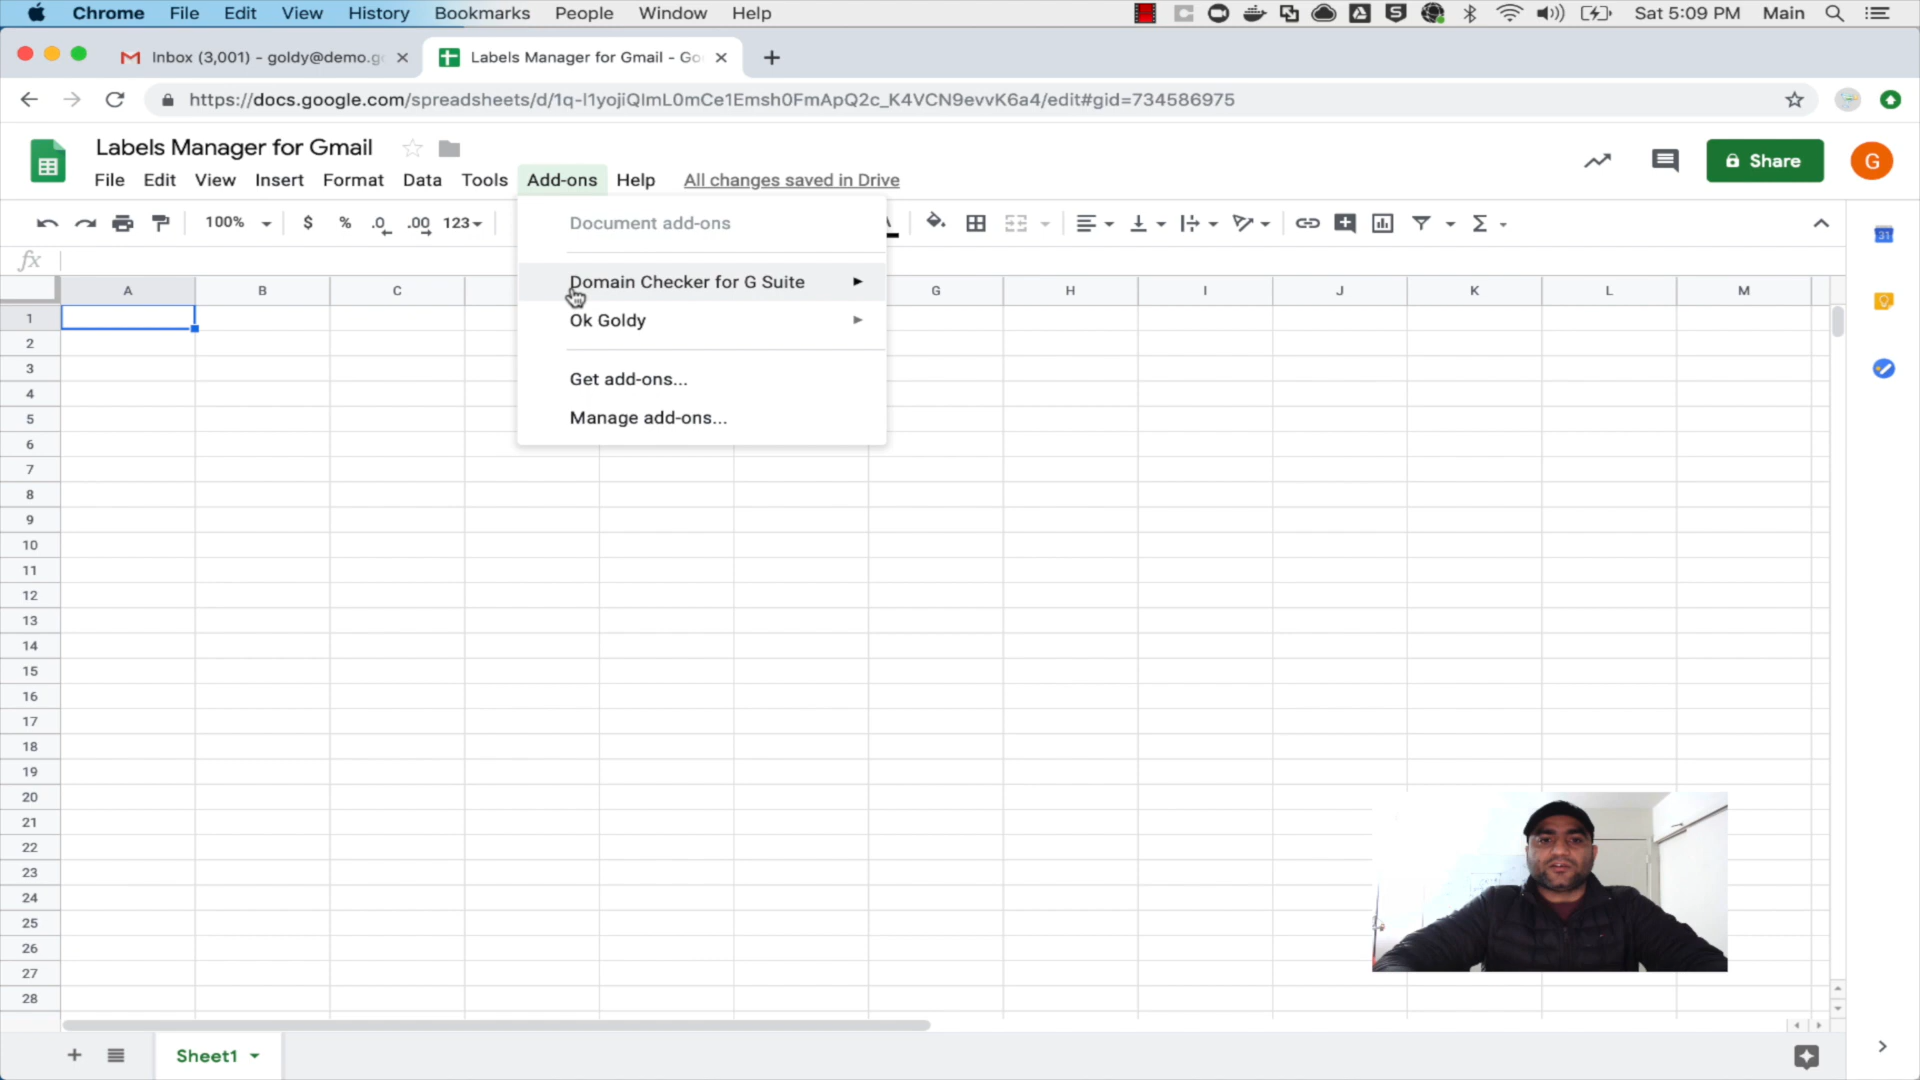 Chrome File Edit View History Bookmarks People Window Help Sat 5:09 PM Main
Inbox (3,001) - goldy@demo.g
Labels Manager for Gmail - Go
https://docs.google.com/spreadsheets/d/1q-l1yojiQlmL0mCe1Emsh0FmApQ2c_K4VCN9evvK6a4/edit#gid=734586975
Labels Manager for Gmail
Share
G
File Edit View Insert Format Data Tools Add-ons Help All changes saved in Drive
100% $ % .0 .00 123
Document add-ons
fx
Domain Checker for G Suite
Ok Goldy
Get add-ons...
Manage add-ons...
A B C G H I J K L M
1
2
3
4
5
6
7
8
9
10
11
12
13
14
15
16
17
18
19
20
21
22
23
24
25
26
27
28
31
Sheet1